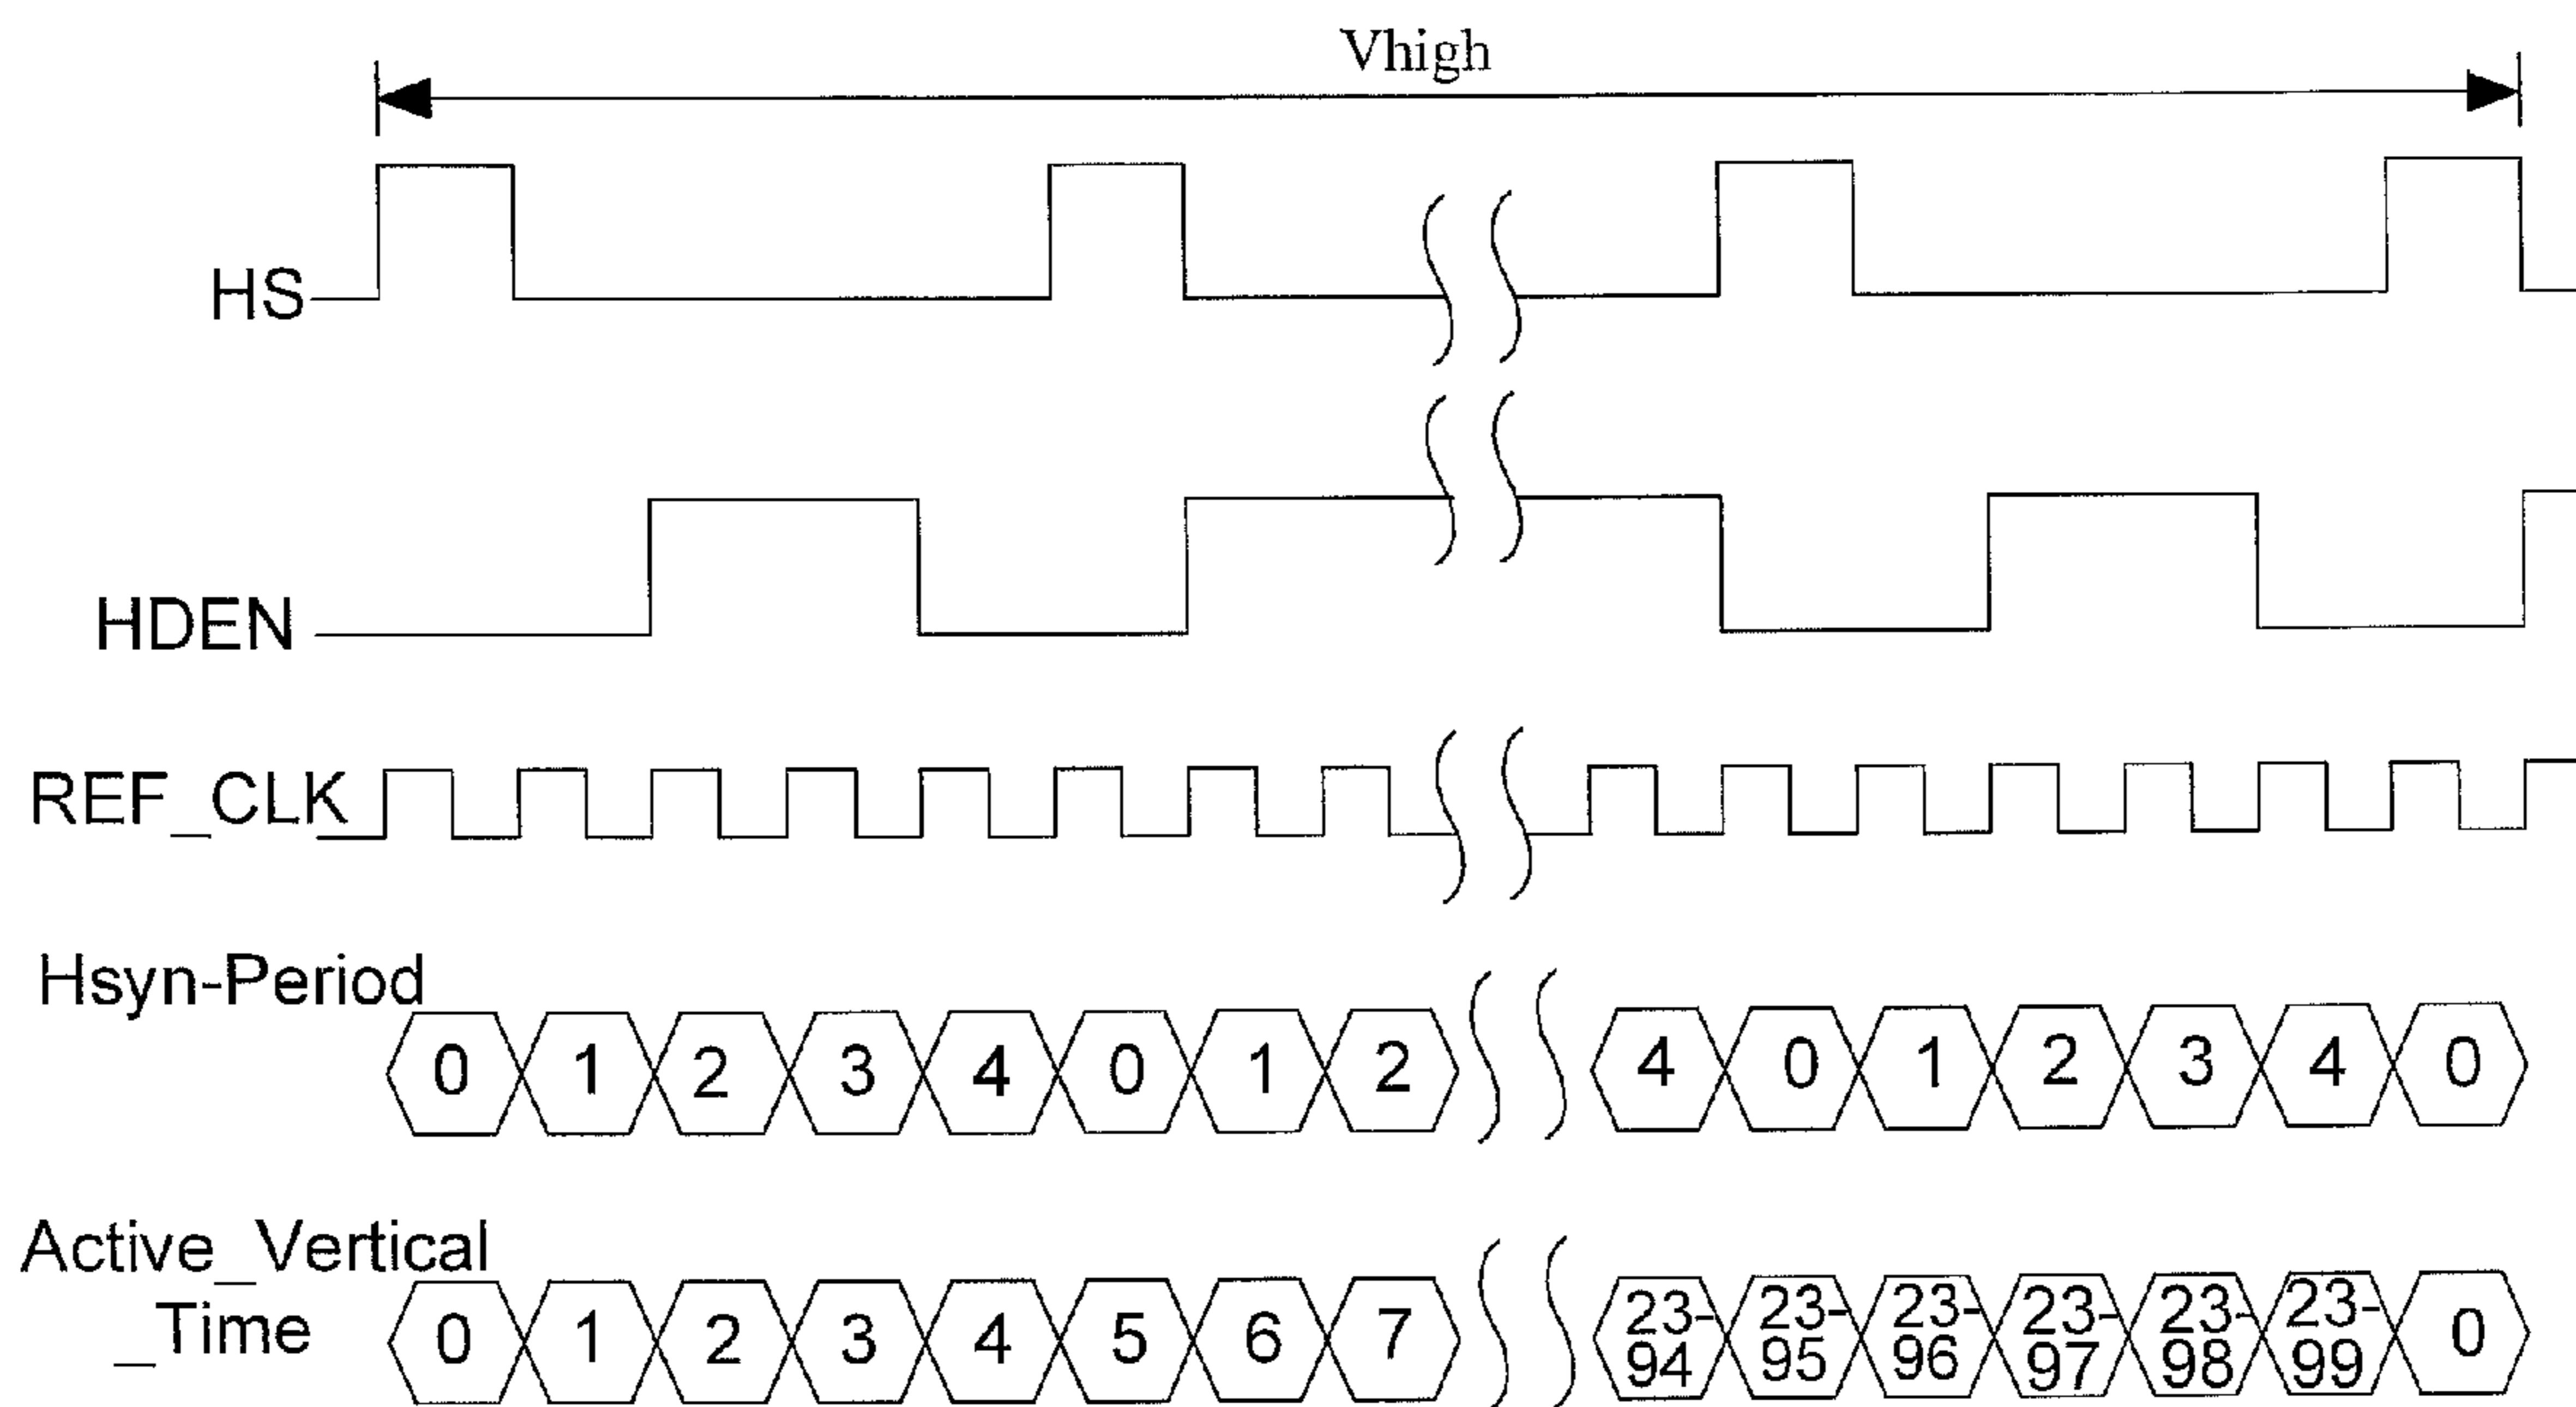 Vhigh
HS
HDEN
REF_CLK
Hsyn-Period
0 1 2 3 4 0 1 2 4 0 1 2 3 4 0
Active_Vertical
_Time
0 1 2 3 4 5 6 7 23-94 23-95 23-96 23-97 23-98 23-99 0